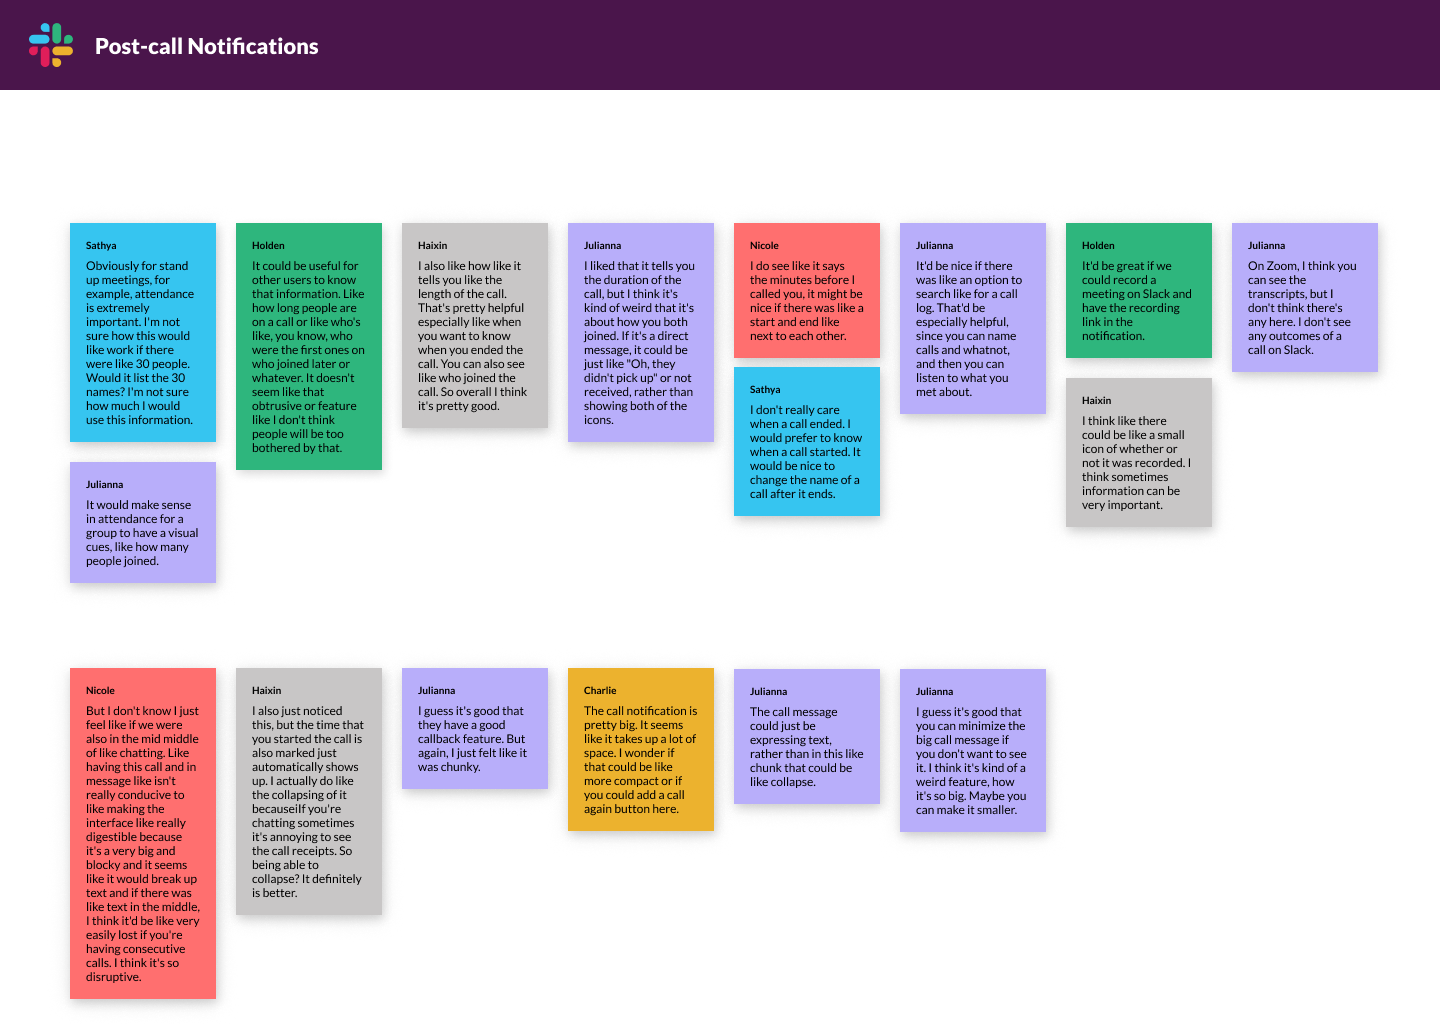 Post-call Notifications
Sathya
Obviously for stand
up meetings, for
example, attendance
is extremely
important. I'm not
sure how this would
like work if there
were like 30 people.
Would it list the 30
names? I'm not sure
how much I would
use this information.
Julianna
It would make sense
in attendance for a
group to have a visual
cues, like how many
people joined.
Holden
It could be useful for
other users to know
that information. Like
how long people are
on a call or like who's
like, you know, who
were the first ones on
who joined later or
whatever. It doesn't
seem like that
obtrusive or feature
like I don't think
people will be too
bothered by that.
Haixin
I also like how like it
tells you like the
length of the call.
That's pretty helpful
especially like when
you want to know
when you ended the
call. You can also see
like who joined the
call. So overall I think
it's pretty good.
Julianna
I liked that it tells you
the duration of the
call, but I think it's
kind of weird that it's
about how you both
joined. If it's a direct
message, it could be
just like "Oh, they
didn't pick up" or not
received, rather than
showing both of the
icons.
Nicole
I do see like it says
the minutes before I
called you, it might be
nice if there was like a
start and end like
next to each other.
Sathya
I don't really care
when a call ended. I
would prefer to know
when a call started. It
would be nice to
change the name of a
call after it ends.
Julianna
It'd be nice if there
was like an option to
search like for a call
log. That'd be
especially helpful,
since you can name
calls and whatnot,
and then you can
listen to what you
met about.
Holden
It'd be great if we
could record a
meeting on Slack and
have the recording
link in the
notification.
Haixin
I think like there
could be like a small
icon of whether or
not it was recorded. I
think sometimes
information can be
very important.
Julianna
On Zoom, I think you
can see the
transcripts, but I
don't think there's
any here. I don't see
any outcomes of a
call on Slack.
Nicole
But I don't know I just
feel like if we were
also in the mid middle
of like chatting. Like
having this call and in
message like isn't
really conducive to
like making the
interface like really
digestible because
it's a very big and
blocky and it seems
like it would break up
text and if there was
like text in the middle,
I think it'd be like very
easily lost if you're
having consecutive
calls. I think it's so
disruptive.
Haixin
I also just noticed
this, but the time that
you started the call is
also marked just
automatically shows
up. I actually do like
the collapsing of it
becauseiIf you're
chatting sometimes
it's annoying to see
the call receipts. So
being able to
collapse? It definitely
is better.
Julianna
I guess it's good that
they have a good
callback feature. But
again, I just felt like it
was chunky.
Charlie
The call notification is
pretty big. It seems
like it takes up a lot of
space. I wonder if
that could be like
more compact or if
you could add a call
again button here.
Julianna
The call message
could just be
expressing text,
rather than in this like
chunk that could be
like collapse.
Julianna
I guess it's good that
you can minimize the
big call message if
you don't want to see
it. I think it's kind of a
weird feature, how
it's so big. Maybe you
can make it smaller.